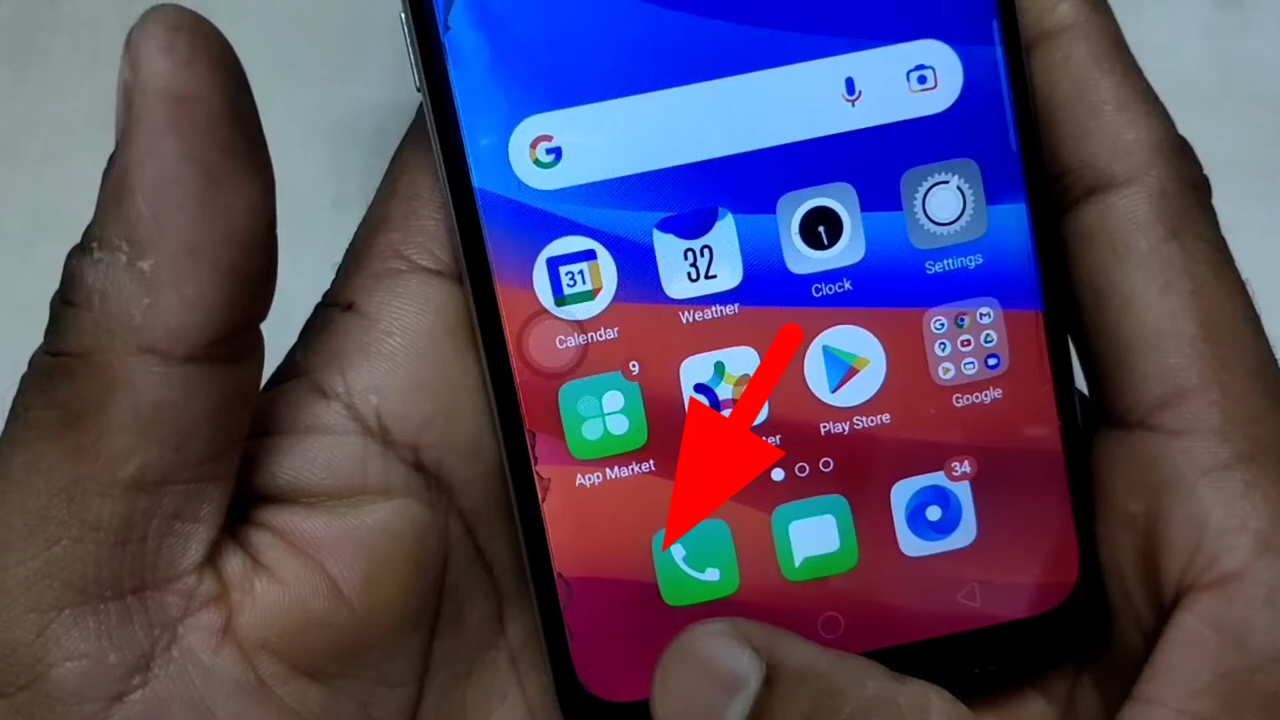 G
31
Calendar
32
Weather
Clock
Settings
9
App Market
Play Store
Google
34